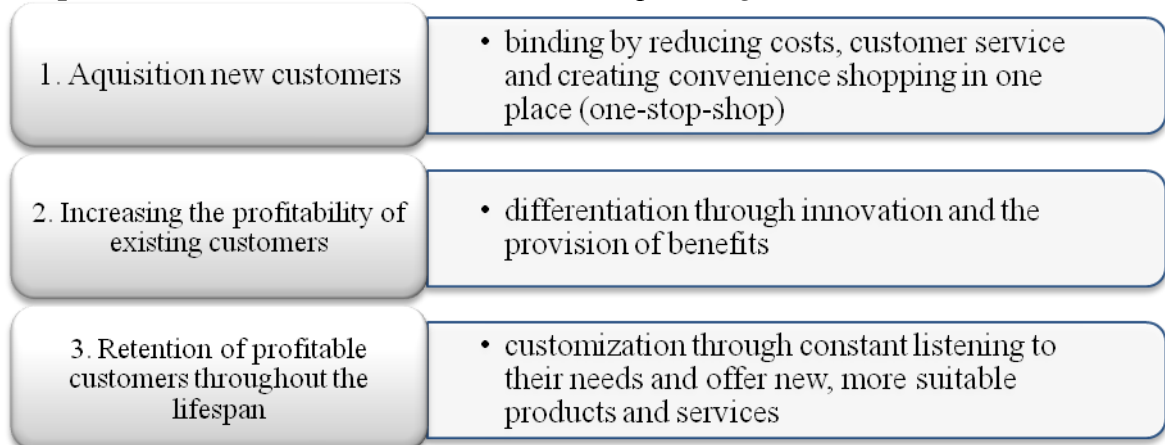 1. Aquisition new customers
• binding by reducing costs, customer service
and creating convenience shopping in one
place (one-stop-shop)
2. Increasing the profitability of
existing customers
• differentiation through innovation and the
provision of benefits
3. Retention of profitable
customers throughout the
lifespan
• customization through constant listening to
their needs and offer new, more suitable
products and services